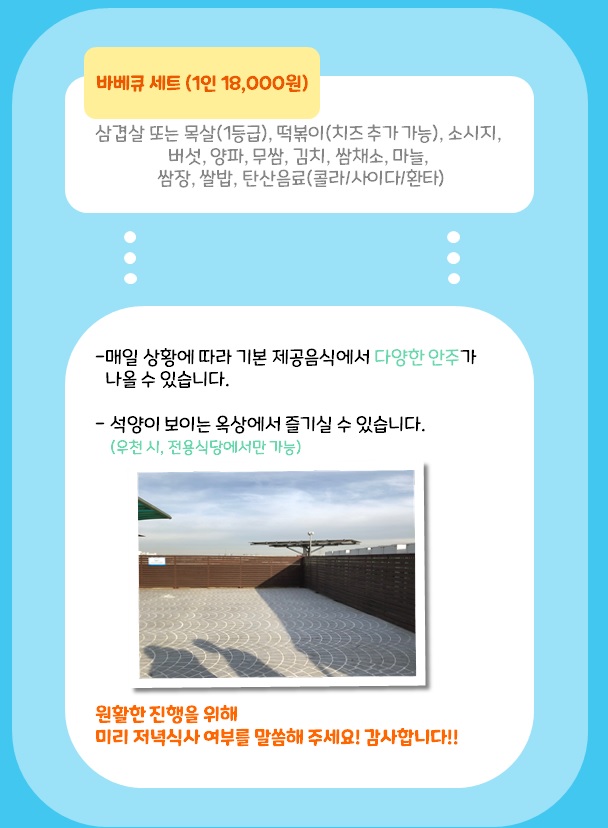 바베큐 세트 (1인 18,000원)
삼겹살 또는 목살(1등급), 떡볶이(치즈 추가 가능), 소시지,
버섯, 양파, 무쌈, 김치, 쌈채소, 마늘,
쌈장, 쌀밥, 탄산음료(콜라/사이다/환타)
-매일 상황에 따라 기본 제공음식에서 다양한 안주가
나올 수 있습니다.
- 석양이 보이는 옥상에서 즐기실 수 있습니다.
(우천 시, 전용식당에서만 가능)
원활한 진행을 위해
미리 저녁식사 여부를 말씀해 주세요! 감사합니다!!